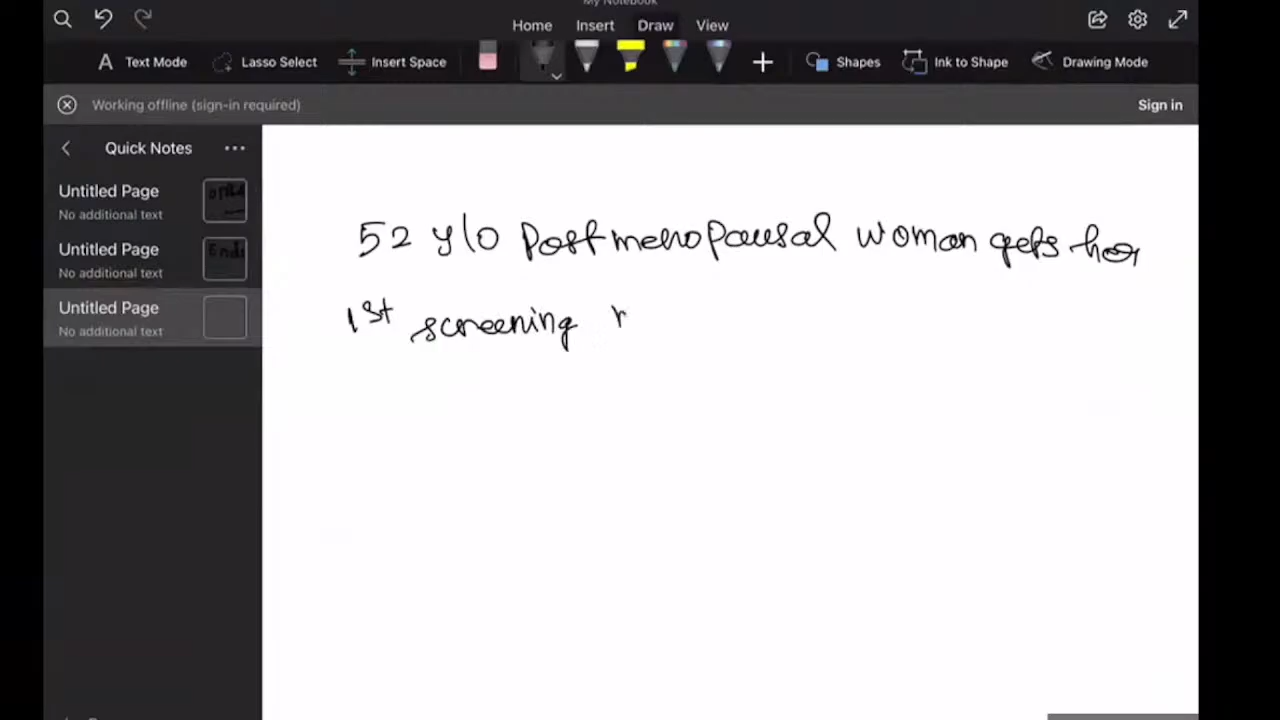 My Notebook
Home Insert Draw View
Text Mode Lasso Select Insert Space Shapes Ink to Shape Drawing Mode
Working offline (sign-in required) Sign in
Quick Notes
Untitled Page
No additional text
Untitled Page
No additional text
Untitled Page
No additional text
52 y/o Postmenopausal woman gets her
1st screening